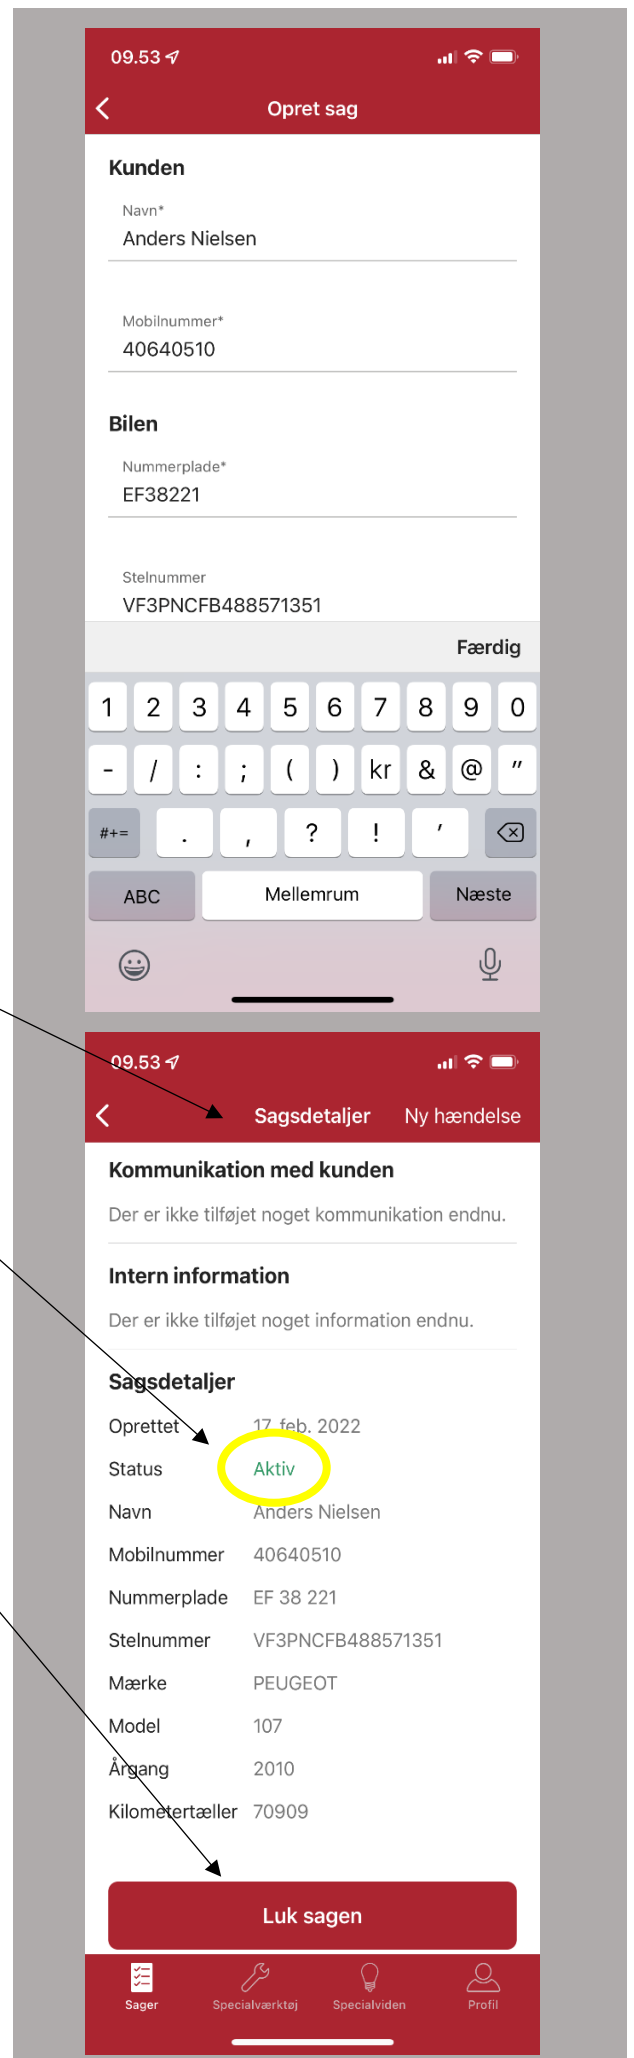 09.53
Opret sag
Kunden
Navn*
Anders Nielsen
Mobilnummer*
40640510
Bilen
Nummerplade*
EF38221
Stelnummer
VF3PNCFB488571351
Færdig
1 2 3 4 5 6 7 8 9 0
- / : ; ( ) kr & @ "
#+= . , ? ! '
ABC Mellemrum Næste
09.53
Sagsdetaljer Ny hændelse
Kommunikation med kunden
Der er ikke tilføjet noget kommunikation endnu.
Intern information
Der er ikke tilføjet noget information endnu.
Sagsdetaljer
Oprettet 17. feb. 2022
Status Aktiv
Navn Anders Nielsen
Mobilnummer 40640510
Nummerplade EF 38 221
Stelnummer VF3PNCFB488571351
Mærke PEUGEOT
Model 107
Årgang 2010
Kilometertæller 70909
Luk sagen
Sager Specialværktøj Specialviden Profil